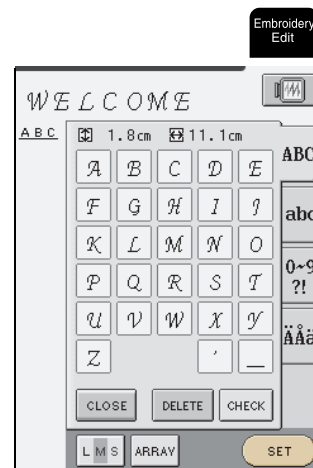 Embroidery
Edit
WELCOME
ABC
1.8cm 11.1cm
A B C D E
ABC
F G H I J
abc
K L M N O
P Q R S T
0~9
?!
U V W X Y
ÄÅä
Z ' _
CLOSE DELETE CHECK
L M S ARRAY SET